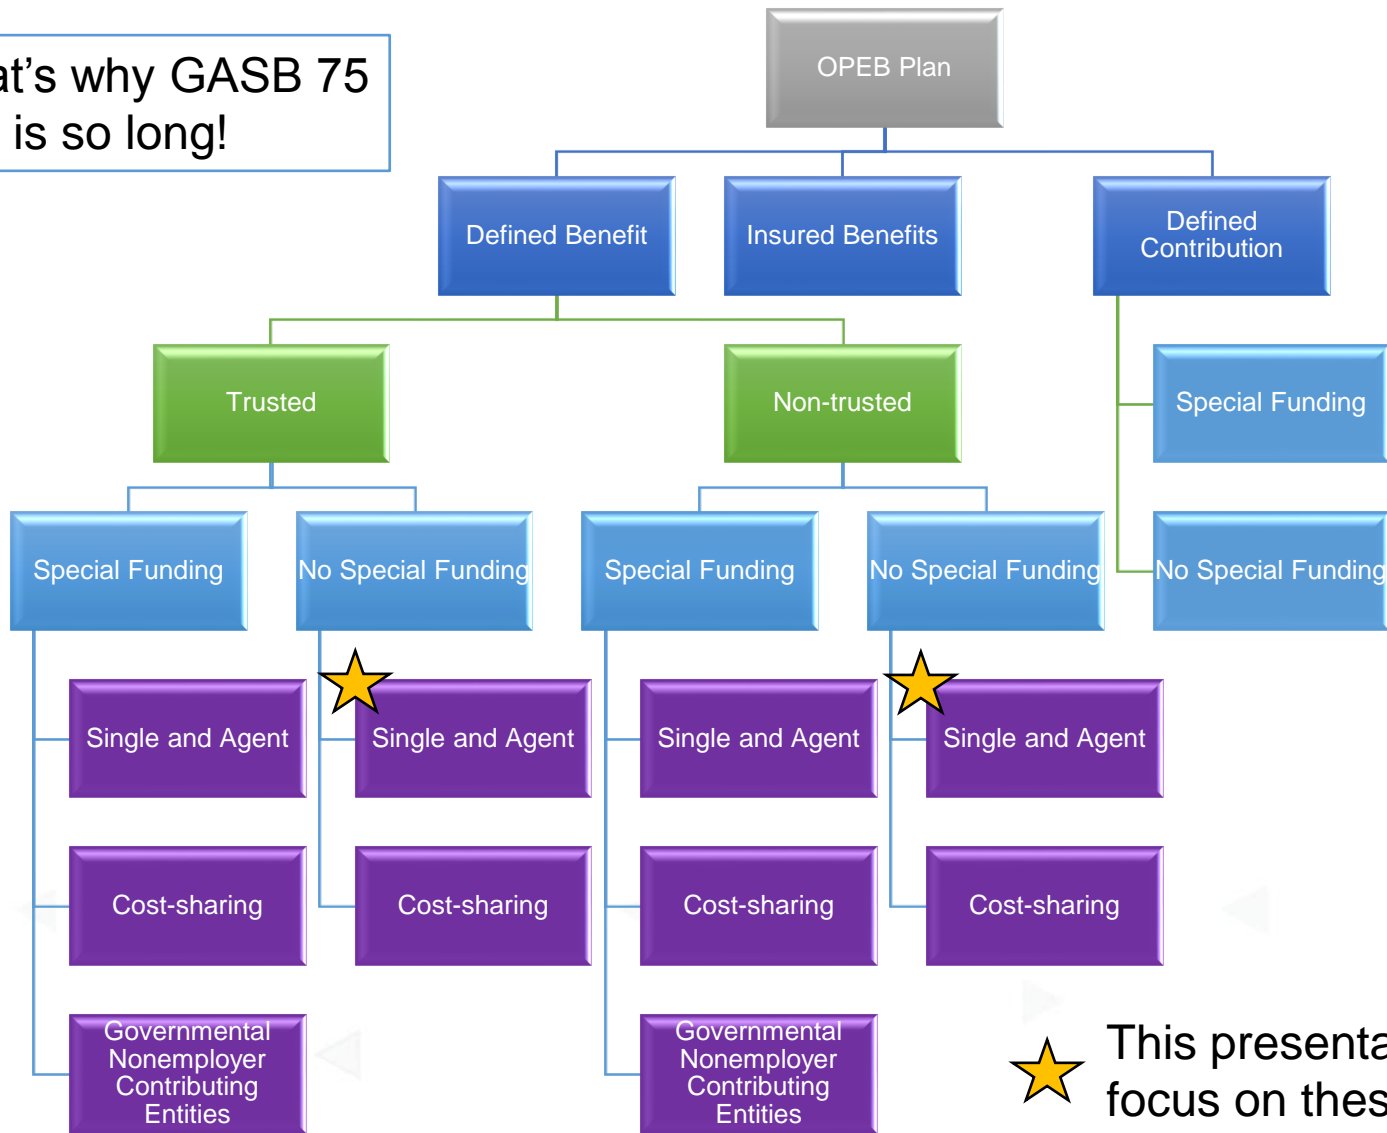 at's why GASB 75
is so long!
OPEB Plan
Defined Benefit
Insured Benefits
Defined
Contribution
Trusted
Non-trusted
Special Funding
Special Funding
No Special Funding
Special Funding
No Special Funding
No Special Funding
Single and Agent
Single and Agent
Single and Agent
Single and Agent
Cost-sharing
Cost-sharing
Cost-sharing
Cost-sharing
Governmental
Nonemployer
Contributing
Entities
Governmental
Nonemployer
Contributing
Entities
This presenta
focus on thes